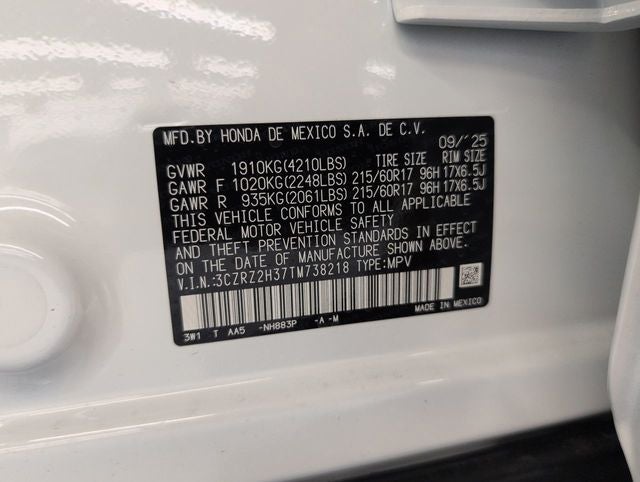 MFD.BY HONDA DE MEXICO S.A. DE C.V.
09/'25
GVWR 1910KG(4210LBS) TIRE SIZE RIM SIZE
GAWR F 1020KG(2248LBS) 215/60R17 96H 17X6.5J
GAWR R 935KG(2061LBS) 215/60R17 96H 17X6.5J
THIS VEHICLE CONFORMS TO ALL APPLICABLE
FEDERAL MOTOR VEHICLE SAFETY
AND THEFT PREVENTION STANDARDS IN EFFECT
ON THE DATE OF MANUFACTURE SHOWN ABOVE.
V.I.N.:3CZRZ2H37TM738218 TYPE:MPV
MADE IN MEXICO
3W1 T AA5 -NH883P -A -M